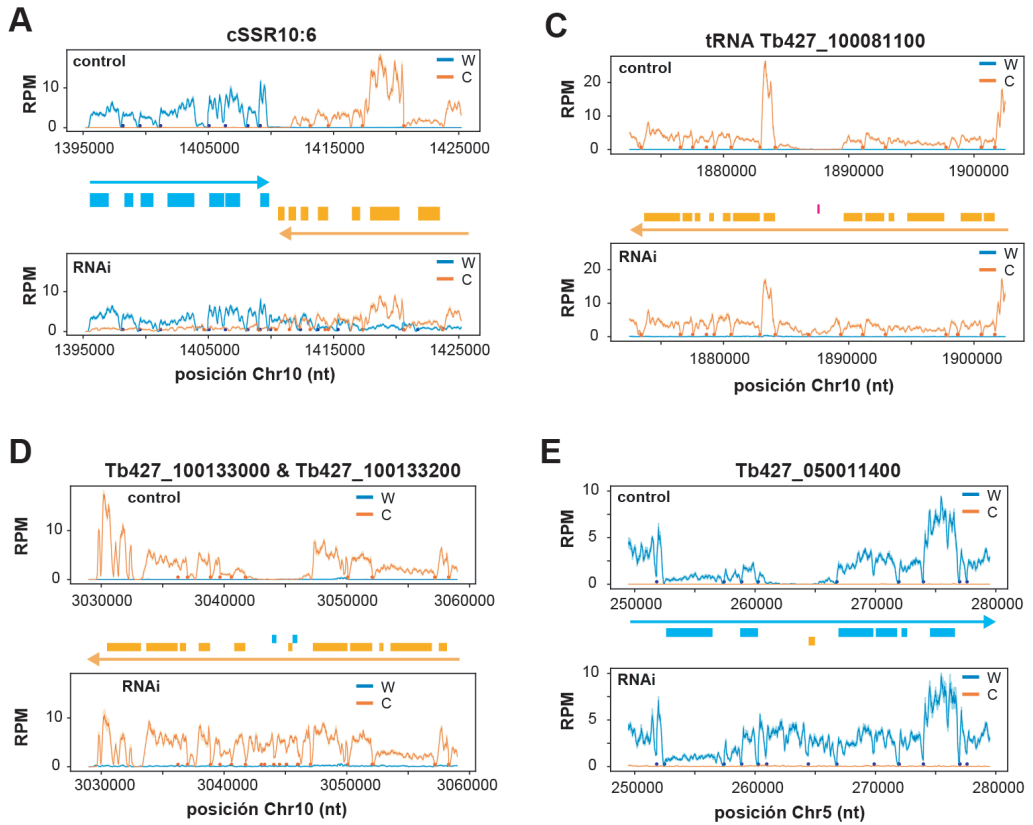 A
cSSR10:6
control
W
C
RPM
10
0
1395000 1405000 1415000 1425000
RNAi
W
C
RPM
10
0
1395000 1405000 1415000 1425000
posición Chr10 (nt)
C
tRNA Tb427_100081100
control
W
C
RPM
20
10
0
1880000 1890000 1900000
RNAi
W
C
RPM
20
10
0
1880000 1890000 1900000
posición Chr10 (nt)
D
Tb427_100133000 & Tb427_100133200
control
W
C
RPM
10
0
3030000 3040000 3050000 3060000
RNAi
W
C
RPM
10
0
3030000 3040000 3050000 3060000
posición Chr10 (nt)
E
Tb427_050011400
control
W
C
RPM
10
5
0
250000 260000 270000 280000
RNAi
W
C
RPM
10
5
0
250000 260000 270000 280000
posición Chr5 (nt)